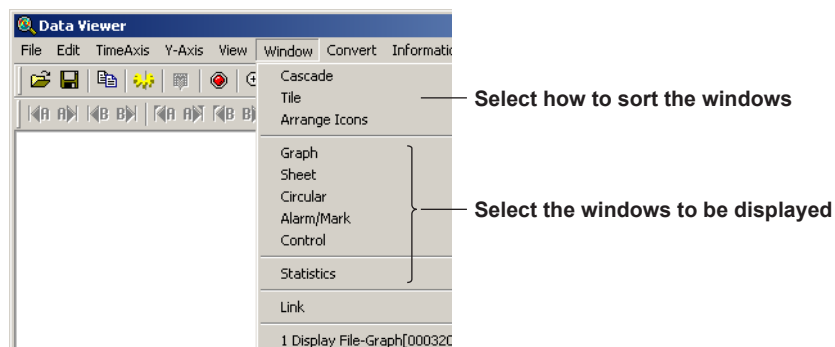 Data Viewer
File Edit TimeAxis Y-Axis View Window Convert Informatio
A A B B A A B B
Cascade
Tile
Arrange Icons
Select how to sort the windows
Graph
Sheet
Circular
Alarm/Mark
Control
Select the windows to be displayed
Statistics
Link
1 Display File-Graph[000320